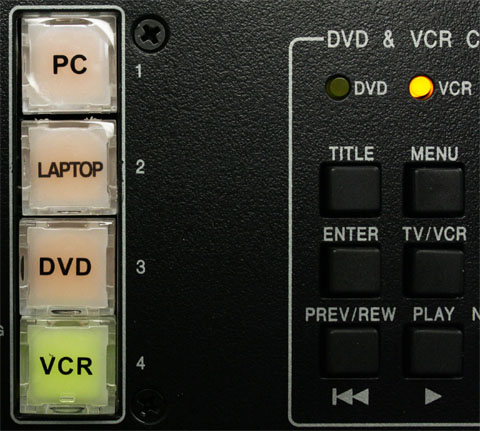 PC
1
LAPTOP
2
DVD
3
VCR
4
DVD & VCR C
DVD
VCR
TITLE
MENU
ENTER
TV/VCR
PREV/REW
PLAY
N